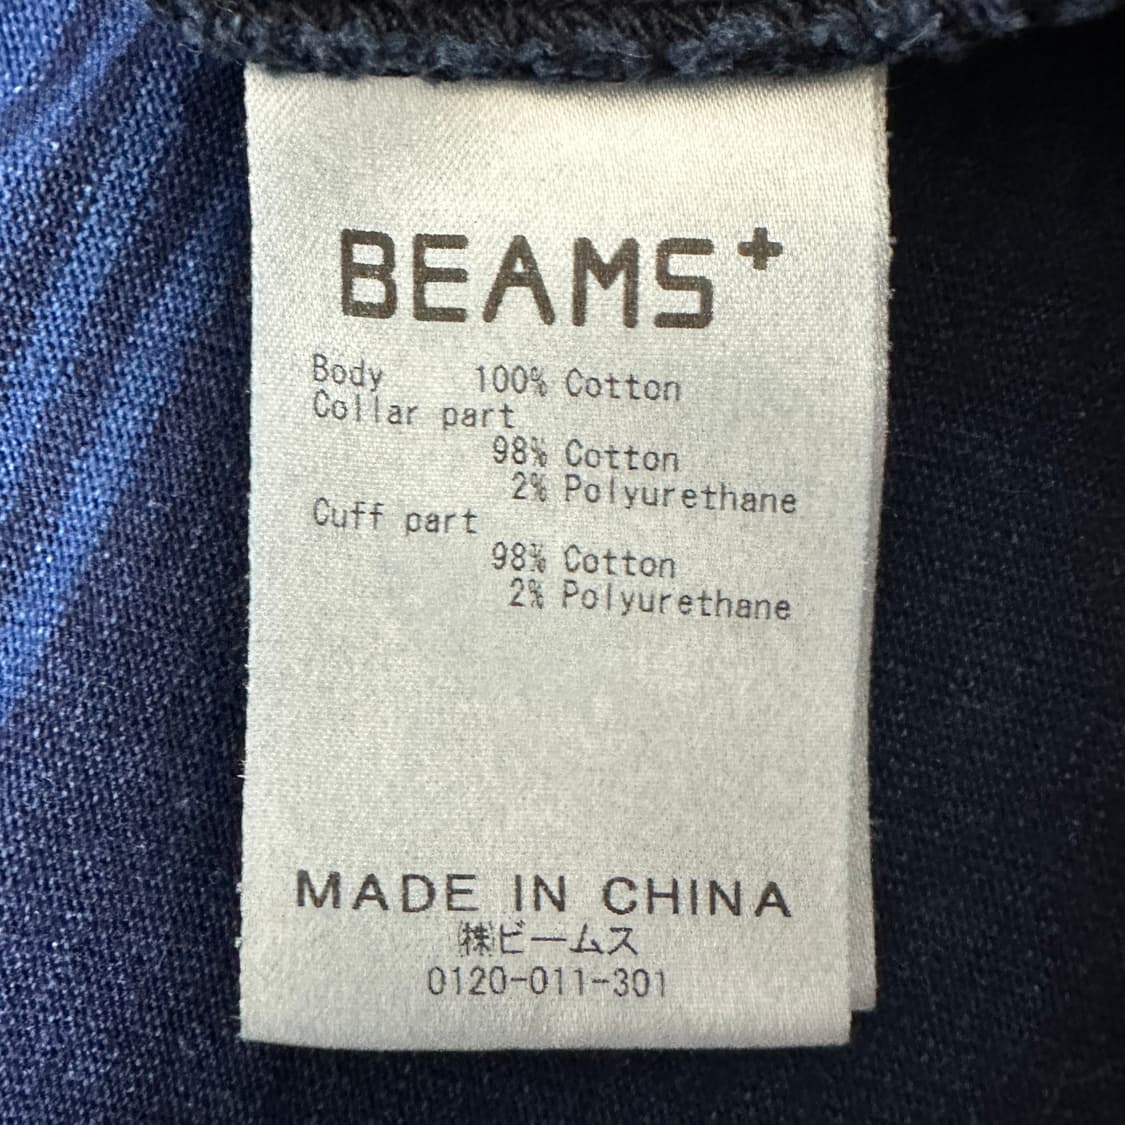 BEAMS+
Body 100% Cotton
Collar part
98% Cotton
2% Polyurethane
Cuff part
98% Cotton
2% Polyurethane
MADE IN CHINA
㈱ビームス
0120-011-301